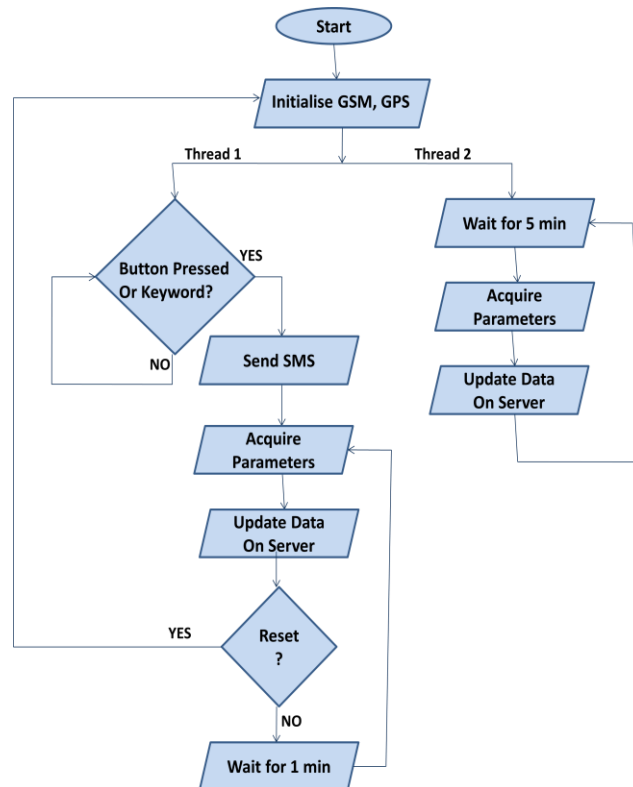 Start
Initialise GSM, GPS
Thread 1
Thread 2
Button Pressed
Or Keyword?
YES
NO
Send SMS
Acquire
Parameters
Update Data
On Server
Reset
?
YES
NO
Wait for 1 min
Wait for 5 min
Acquire
Parameters
Update Data
On Server